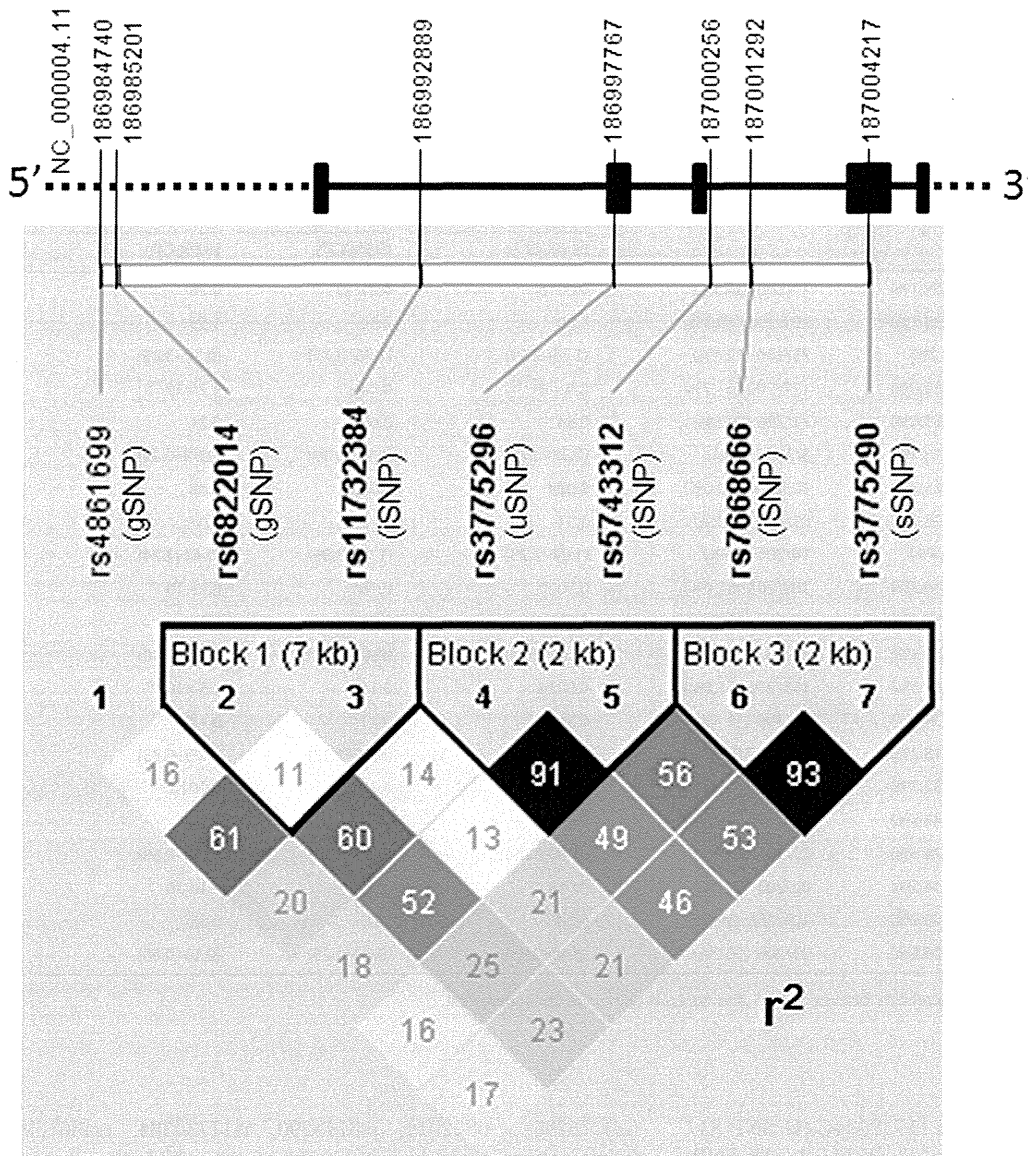 NC_000004.11
186984740
186985201
186992889
186997767
187000256
187001292
187004217
5'
3'
rs4861699
(gSNP)
rs6822014
(gSNP)
rs11732384
(iSNP)
rs3775296
(uSNP)
rs5743312
(iSNP)
rs7668666
(iSNP)
rs3775290
(sSNP)
Block 1 (7 kb)
Block 2 (2 kb)
Block 3 (2 kb)
1
2
3
4
5
6
7
16
11
14
91
56
93
61
60
13
49
53
20
52
21
46
18
25
21
16
23
17
r²